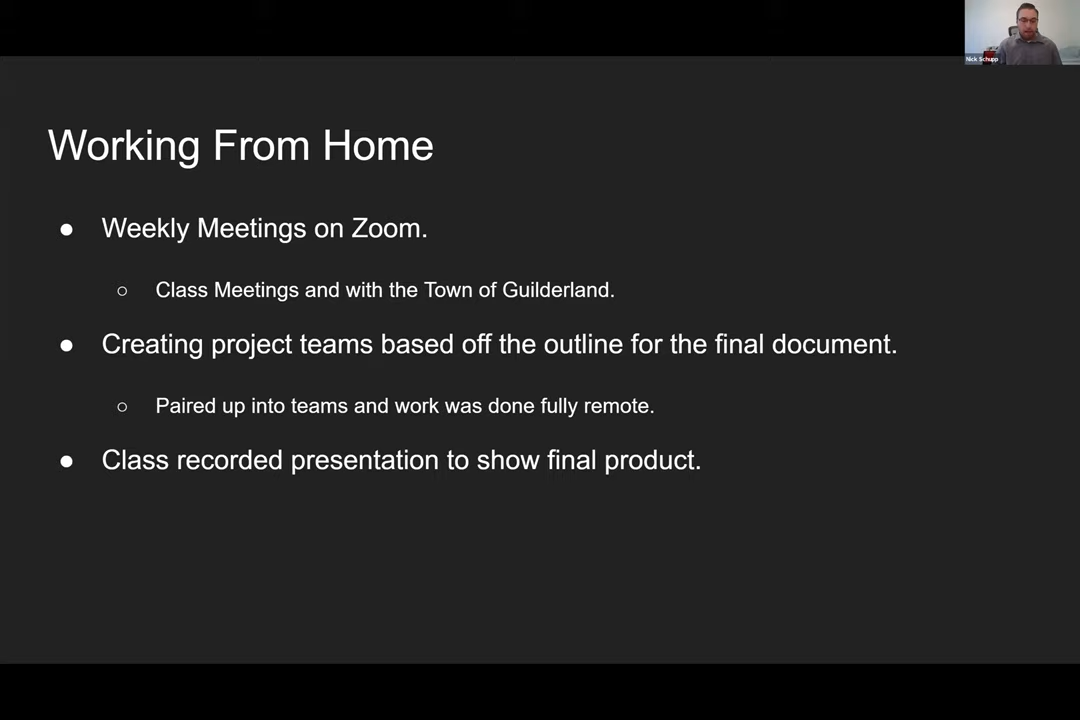 Nick Schupp
Working From Home
● Weekly Meetings on Zoom.
○ Class Meetings and with the Town of Guilderland.
● Creating project teams based off the outline for the final document.
○ Paired up into teams and work was done fully remote.
● Class recorded presentation to show final product.